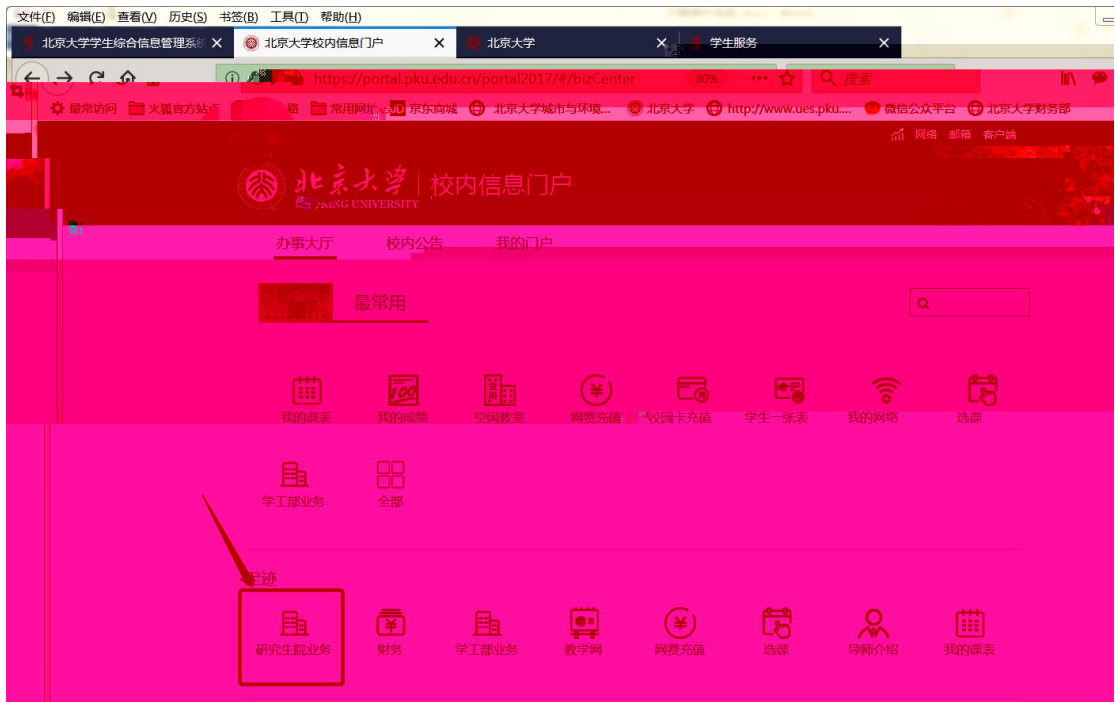 文件(F) 编辑(E) 查看(V) 历史(S) 书签(B) 工具(T) 帮助(H)
北京大学学生综合信息管理系统 北京大学校内信息门户 北京大学 学生服务
https://portal.pku.edu.cn/portal2017/#/bizCenter 80% 搜索
最常访问 火狐官方站点 常用网址 JD 京东商城 北京大学城市与环境... 北京大学 http://www.ues.pku.... 微信公众平台 北京大学财务部
网络 邮箱 客户端
北京大学 校内信息门户
UNIVERSITY
办事大厅 校内公告 我的门户
最常用
我的课表 我的成绩 空闲教室 网费充值 校园卡充值 学生一张表 我的网络 选课
学工部业务 全部
足迹
研究生院业务 财务 学工部业务 教学网 网费充值 选课 导师介绍 我的课表